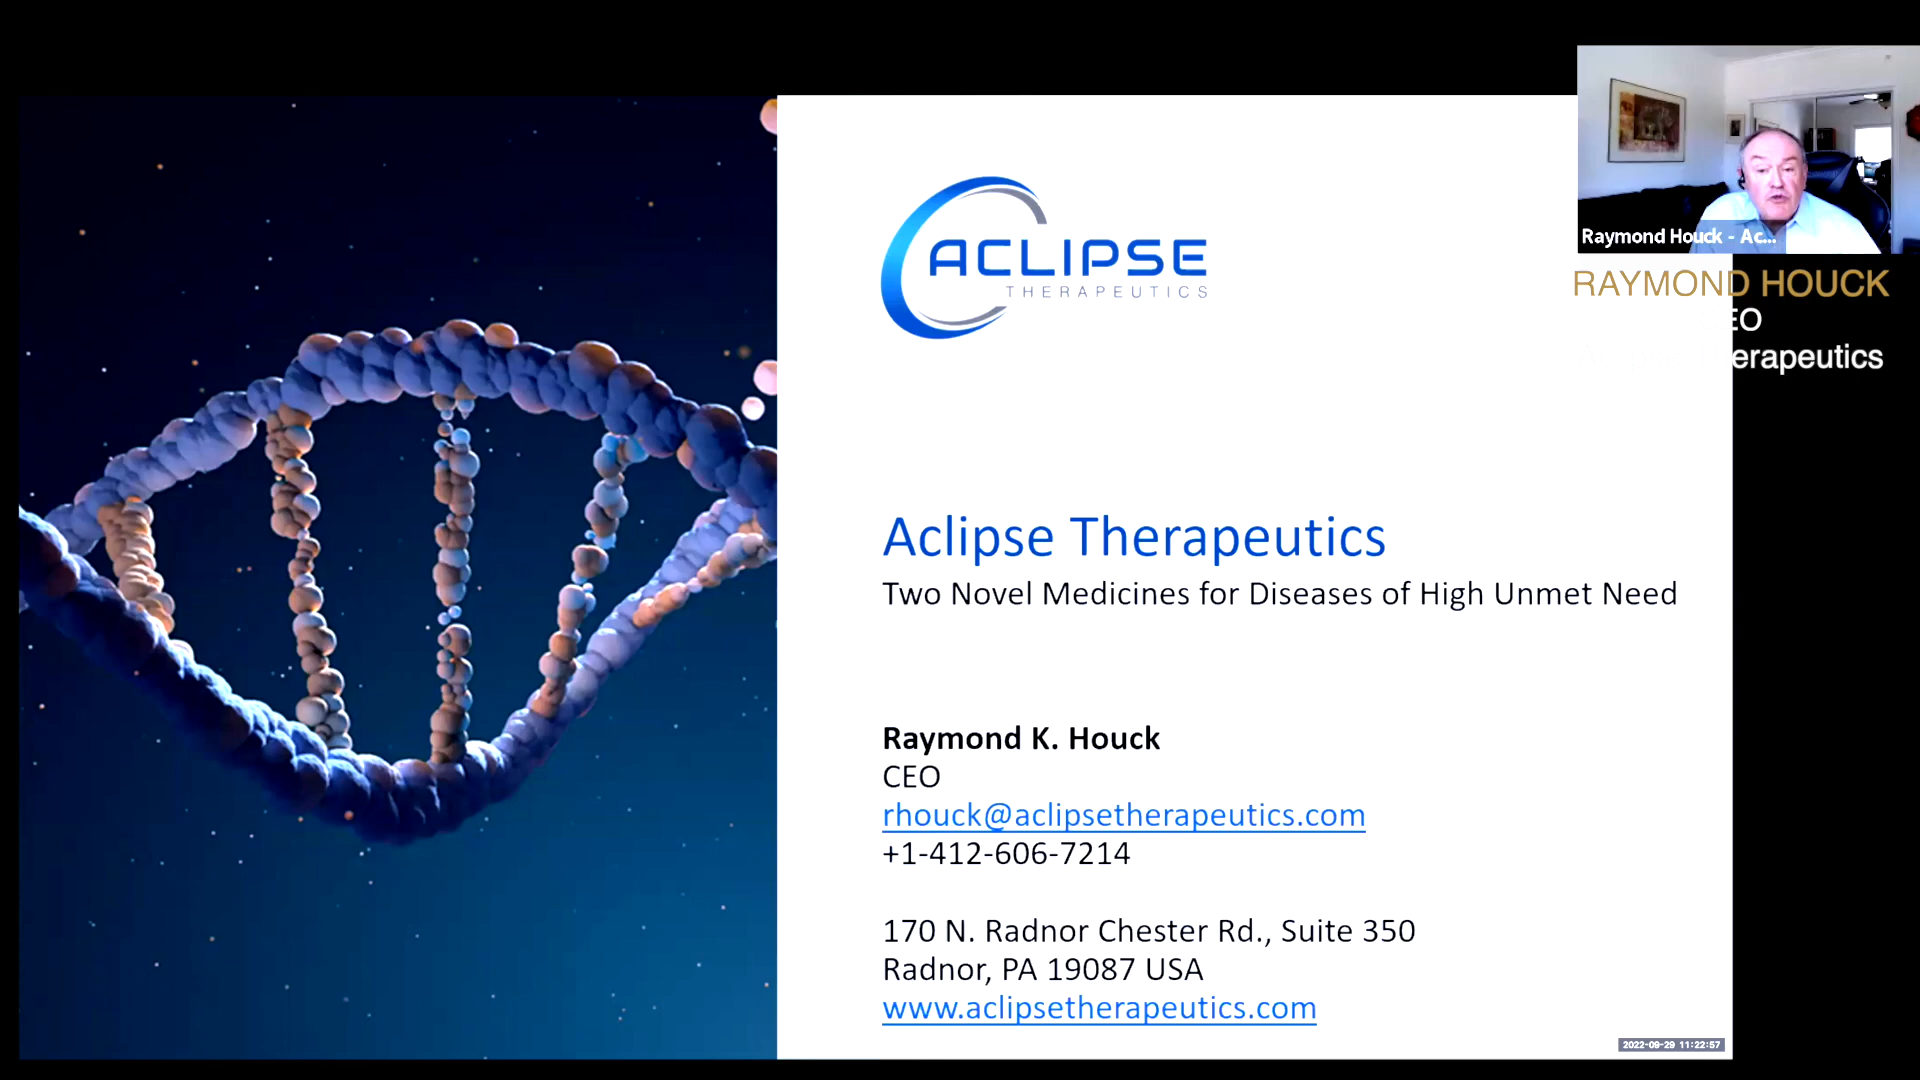 ACLIPSE
THERAPEUTICS
Raymond Houck - Ac...
RAYMOND HOUCK
EO
erapeutics
Aclipse Therapeutics
Two Novel Medicines for Diseases of High Unmet Need
Raymond K. Houck
CEO
rhouck@aclipsetherapeutics.com
+1-412-606-7214
170 N. Radnor Chester Rd., Suite 350
Radnor, PA 19087 USA
www.aclipsetherapeutics.com
2022-09-29 11:22:57